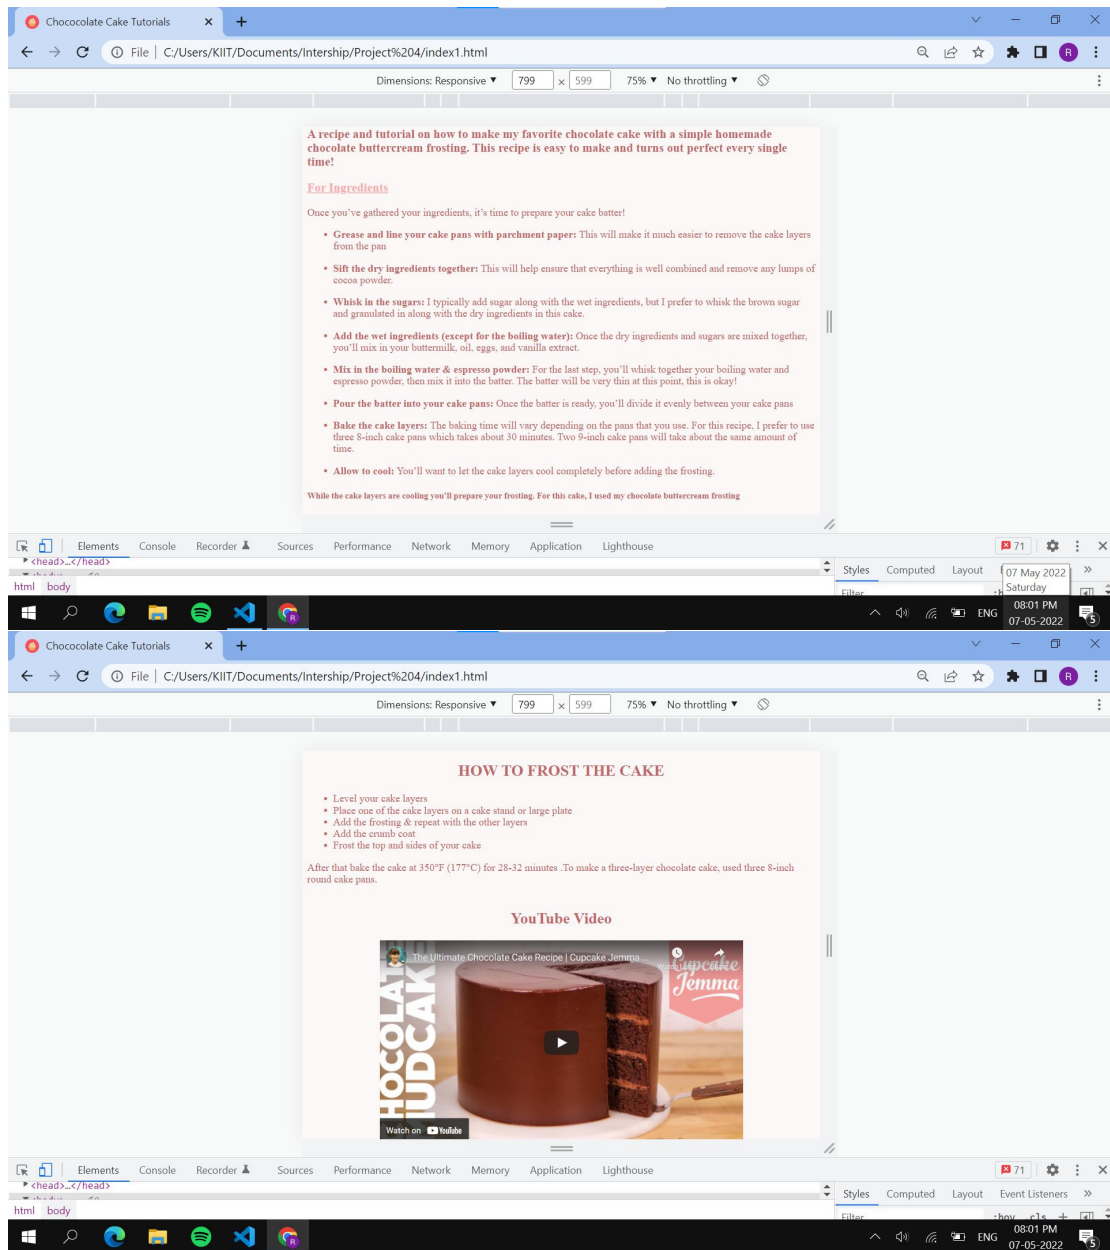 Chococolate Cake Tutorials
File | C:/Users/KIIT/Documents/Intership/Project%204/index1.html
R
Dimensions: Responsive ▼ 799 x 599 75% ▼ No throttling ▼
A recipe and tutorial on how to make my favorite chocolate cake with a simple homemade
chocolate buttercream frosting. This recipe is easy to make and turns out perfect every single
time!
For Ingredients
Once you've gathered your ingredients, it's time to prepare your cake batter!
• Grease and line your cake pans with parchment paper: This will make it much easier to remove the cake layers
from the pan
• Sift the dry ingredients together: This will help ensure that everything is well combined and remove any lumps of
cocoa powder.
• Whisk in the sugars: I typically add sugar along with the wet ingredients, but I prefer to whisk the brown sugar
and granulated in along with the dry ingredients in this cake.
• Add the wet ingredients (except for the boiling water): Once the dry ingredients and sugars are mixed together,
you'll mix in your buttermilk, oil, eggs, and vanilla extract.
• Mix in the boiling water & espresso powder: For the last step, you'll whisk together your boiling water and
espresso powder, then mix it into the batter. The batter will be very thin at this point, this is okay!
• Pour the batter into your cake pans: Once the batter is ready, you'll divide it evenly between your cake pans
• Bake the cake layers: The baking time will vary depending on the pans that you use. For this recipe, I prefer to use
three 8-inch cake pans which takes about 30 minutes. Two 9-inch cake pans will take about the same amount of
time.
• Allow to cool: You'll want to let the cake layers cool completely before adding the frosting.
While the cake layers are cooling you'll prepare your frosting. For this cake, I used my chocolate buttercream frosting
Elements Console Recorder Sources Performance Network Memory Application Lighthouse 71
<head>…</head>
Styles Computed Layout
07 May 2022
Saturday
html body
Filter
ENG
08:01 PM
07-05-2022
5
Chococolate Cake Tutorials
File | C:/Users/KIIT/Documents/Intership/Project%204/index1.html
R
Dimensions: Responsive ▼ 799 x 599 75% ▼ No throttling ▼
HOW TO FROST THE CAKE
• Level your cake layers
• Place one of the cake layers on a cake stand or large plate
• Add the frosting & repeat with the other layers
• Add the crumb coat
• Frost the top and sides of your cake
After that bake the cake at 350°F (177°C) for 28-32 minutes .To make a three-layer chocolate cake, used three 8-inch
round cake pans.
YouTube Video
The Ultimate Chocolate Cake Recipe | Cupcake Jemma ...
Cupcake
Jemma
HOCOLA
MUDCAKE
Watch on YouTube
Elements Console Recorder Sources Performance Network Memory Application Lighthouse 71
<head>…</head>
Styles Computed Layout Event Listeners
html body
Filter :hov .cls +
ENG
08:01 PM
07-05-2022
5